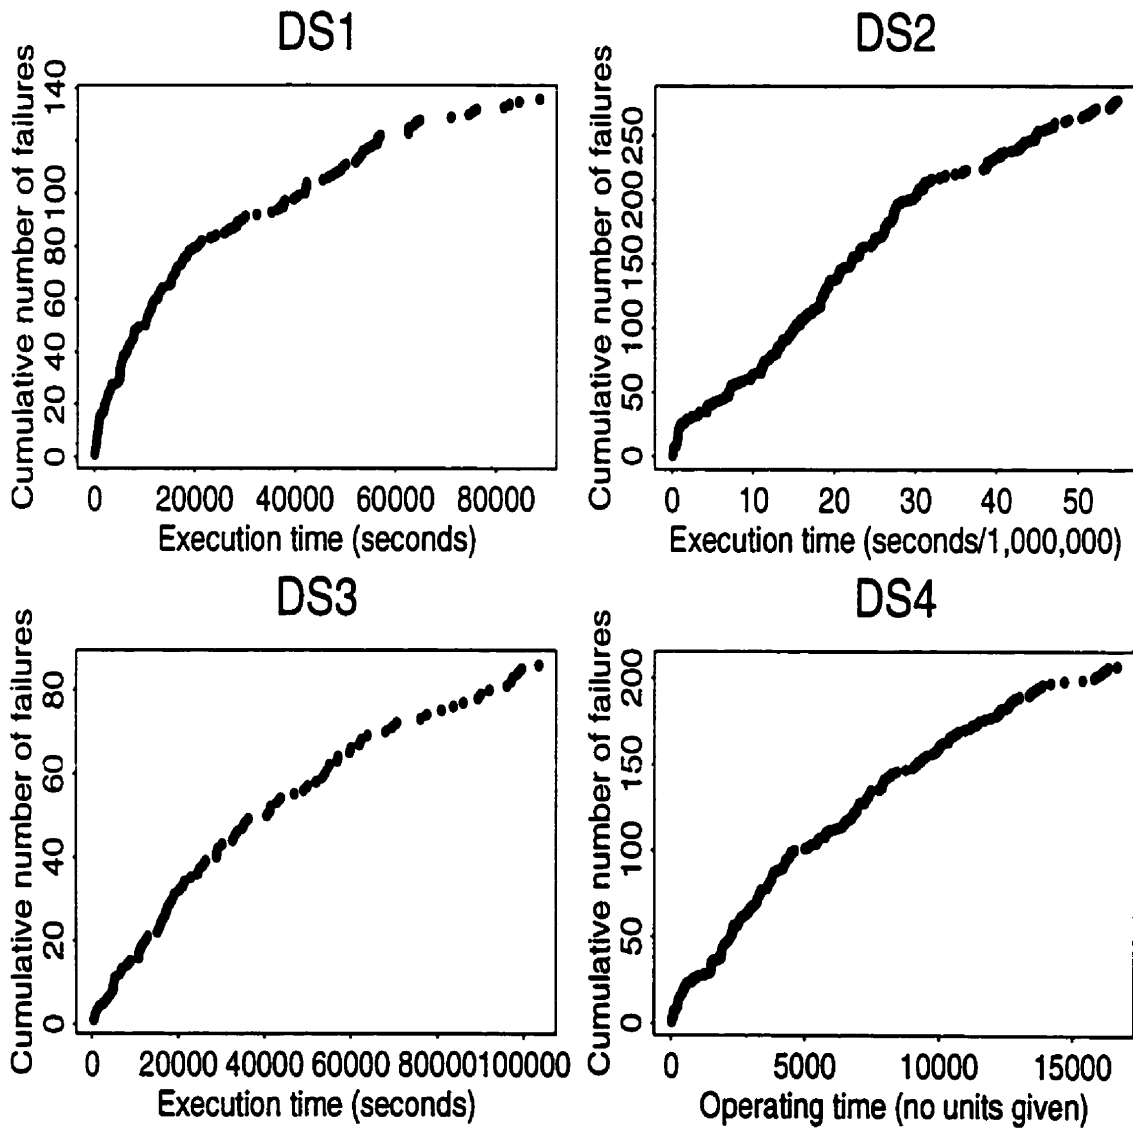 DS1
Cumulative number of failures
0 20 40 60 80 100 140
0 20000 40000 60000 80000
Execution time (seconds)
DS2
Cumulative number of failures
0 50 100 150 200 250
0 10 20 30 40 50
Execution time (seconds/1,000,000)
DS3
Cumulative number of failures
0 20 40 60 80
0 20000 40000 60000 80000 100000
Execution time (seconds)
DS4
Cumulative number of failures
0 50 100 150 200
0 5000 10000 15000
Operating time (no units given)